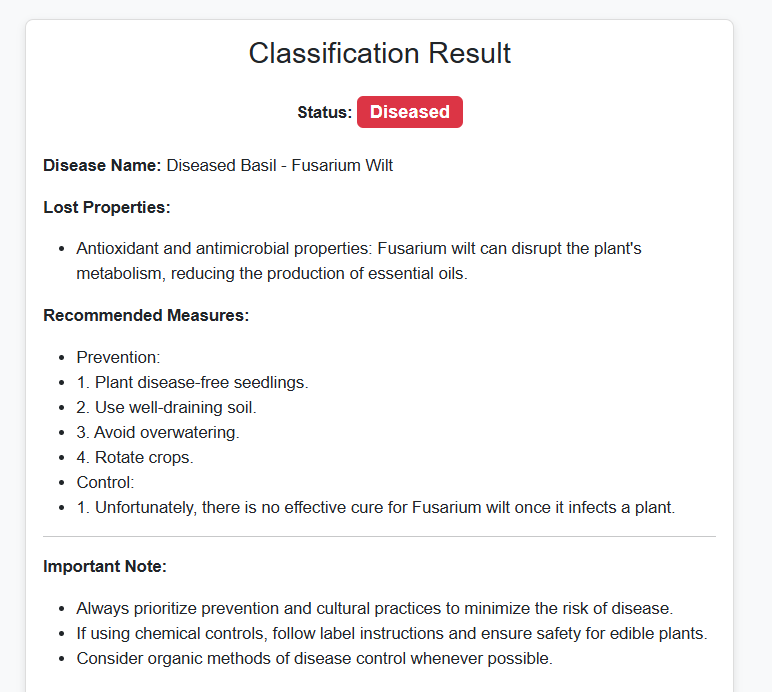 Classification Result
Status: Diseased
Disease Name: Diseased Basil - Fusarium Wilt
Lost Properties:
• Antioxidant and antimicrobial properties: Fusarium wilt can disrupt the plant's
metabolism, reducing the production of essential oils.
Recommended Measures:
• Prevention:
• 1. Plant disease-free seedlings.
• 2. Use well-draining soil.
• 3. Avoid overwatering.
• 4. Rotate crops.
• Control:
• 1. Unfortunately, there is no effective cure for Fusarium wilt once it infects a plant.
Important Note:
• Always prioritize prevention and cultural practices to minimize the risk of disease.
• If using chemical controls, follow label instructions and ensure safety for edible plants.
• Consider organic methods of disease control whenever possible.